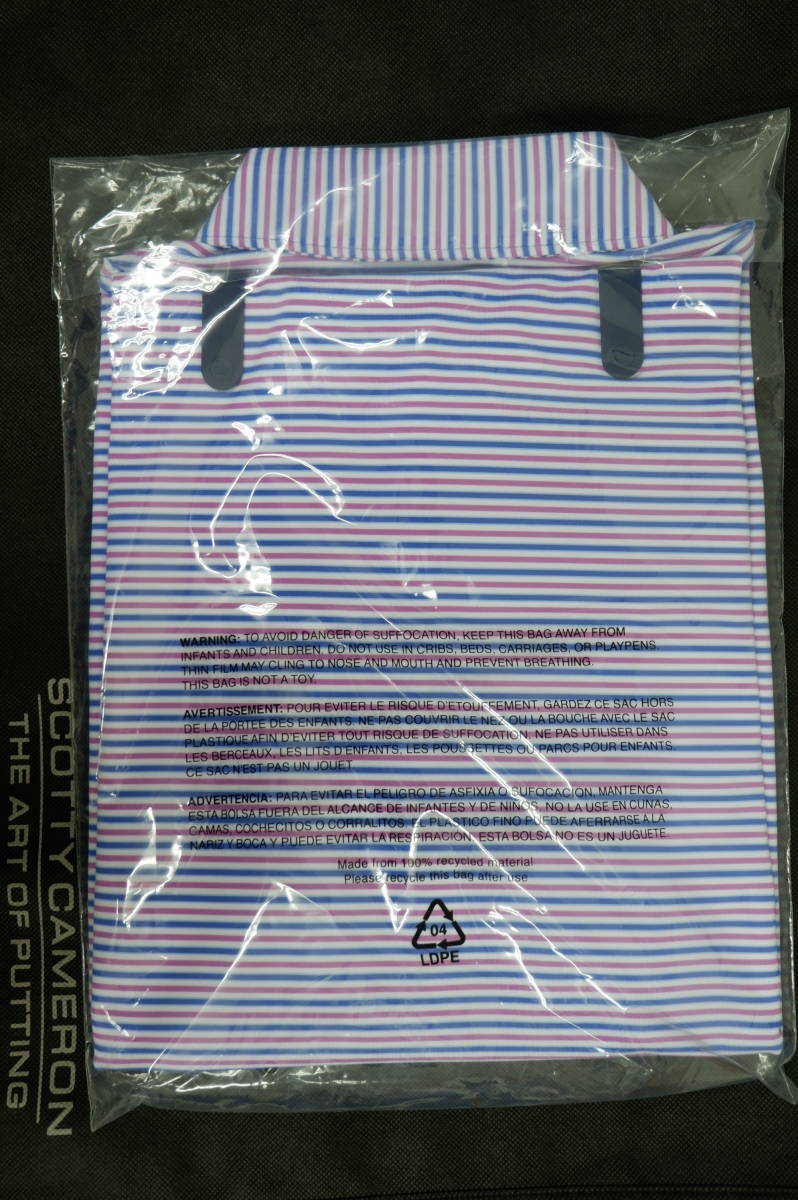 WARNING: TO AVOID DANGER OF SUFFOCATION, KEEP THIS BAG AWAY FROM
INFANTS AND CHILDREN. DO NOT USE IN CRIBS, BEDS, CARRIAGES, OR PLAYPENS
THIN FILM MAY CLING TO NOSE AND MOUTH AND PREVENT BREATHING.
THIS BAG IS NOT A TOY.
AVERTISSEMENT: POUR EVITER LE RISQUE D'ETOUFFEMENT, GARDEZ CE SAC HORS
DE LA PORTEE DES ENFANTS. NE PAS COUVRIR LE NEZ OU LA BOUCHE AVEC LE SAC
PLASTIQUE AFIN D'EVITER TOUT RISQUE DE SUFFOCATION. NE PAS UTILISER DANS
LES BERCEAUX, LES LITS D'ENFANTS, LES POUSSETTES OU PARCS POUR ENFANTS.
CE SAC N'EST PAS UN JOUET
ADVERTENCIA: PARA EVITAR EL PELIGRO DE ASFIXIA O SUFOCACION, MANTENGA
ESTA BOLSA FUERA DEL ALCANCE DE INFANTES Y DE NIÑOS. NO LA USE EN CUNAS,
CAMAS, COCHECITOS O CORRALITOS. EL PLASTICO FINO PUEDE AFERRARSE A LA
NARIZ Y BOCA Y PUEDE EVITAR LA RESPIRACIÓN. ESTA BOLSA NO ES UN JUGUETE.
Made from 100% recycled material
Please recycle this bag after use
04
LDPE
SCOTTY CAMERON
THE ART OF PUTTING